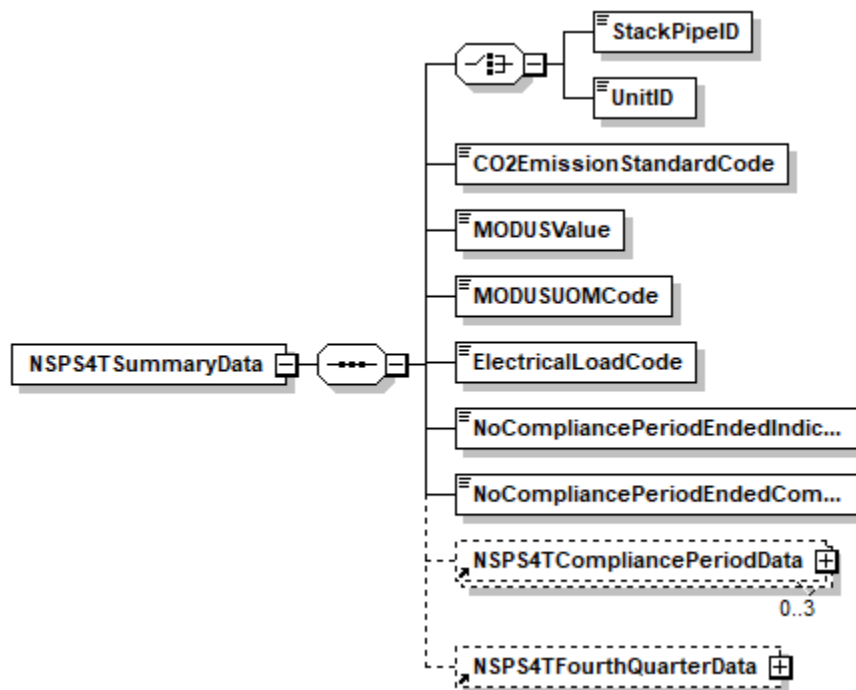 StackPipeID
UnitID
CO2EmissionStandardCode
MODUSValue
MODUSUOMCode
NSPS4TSummaryData
ElectricalLoadCode
NoCompliancePeriodEndedIndic...
NoCompliancePeriodEndedCom...
NSPS4TCompliancePeriodData
0..3
NSPS4TFourthQuarterData